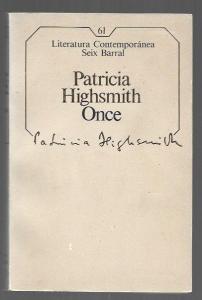 61
Literatura Contemporánea
Seix Barral
Patricia
Highsmith
Once
Patricia Highsmith